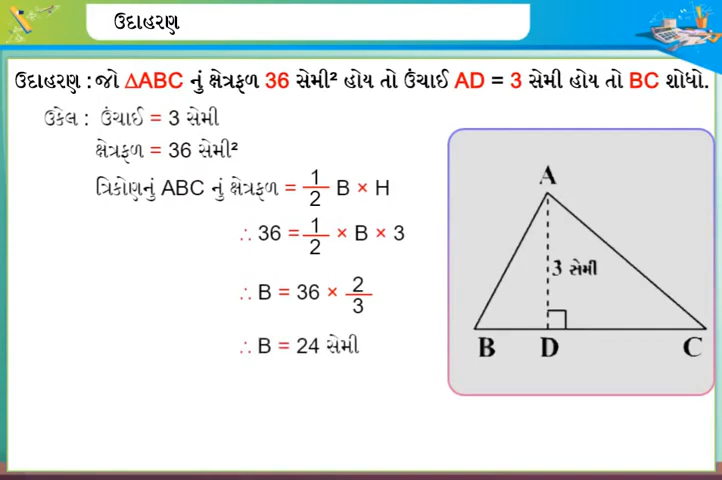 ઉદાહરણ
ઉદાહરણ : જો ΔABC નું ક્ષેત્રફળ 36 સેમી² હોય તો ઉંચાઈ AD = 3 સેમી હોય તો BC શોધો.
ઉકેલ : ઉંચાઈ = 3 સેમી
ક્ષેત્રફળ = 36 સેમી²
ત્રિકોણનું ABC નું ક્ષેત્રફળ = 1/2 B × H
∴ 36 = 1/2 × B × 3
∴ B = 36 × 2/3
∴ B = 24 સેમી
A
3 સેમી
B D C